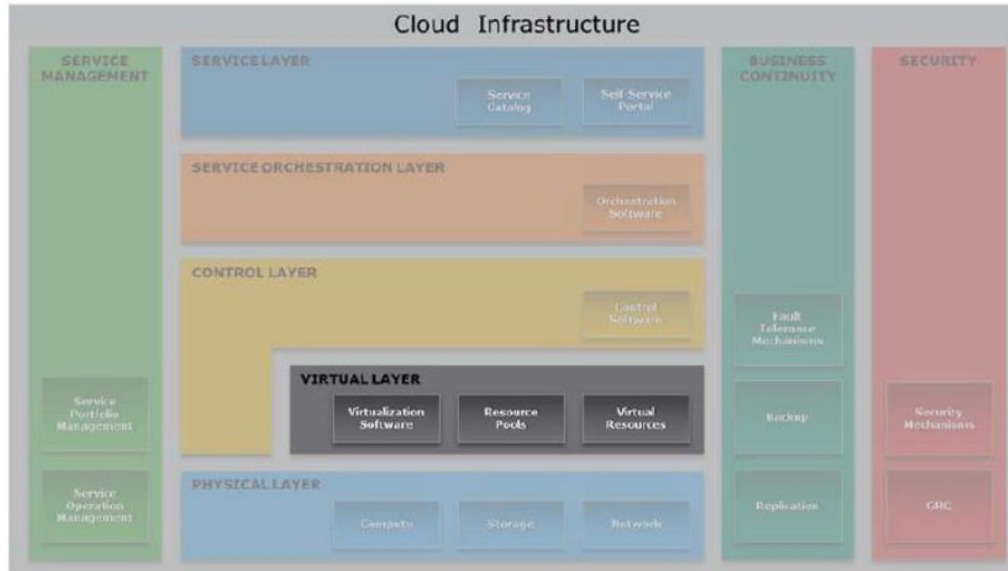 Cloud Infrastructure
SERVICE
MANAGEMENT
Service
Portfolio
Management
Service
Operation
Management
SERVICE LAYER
Service
Catalog
Self-Service
Portal
SERVICE ORCHESTRATION LAYER
Orchestration
Software
CONTROL LAYER
Control
Software
VIRTUAL LAYER
Virtualization
Software
Resource
Pools
Virtual
Resources
PHYSICAL LAYER
Compute
Storage
Network
BUSINESS
CONTINUITY
Fault
Tolerance
Mechanisms
Backup
Replication
SECURITY
Security
Mechanisms
GRC